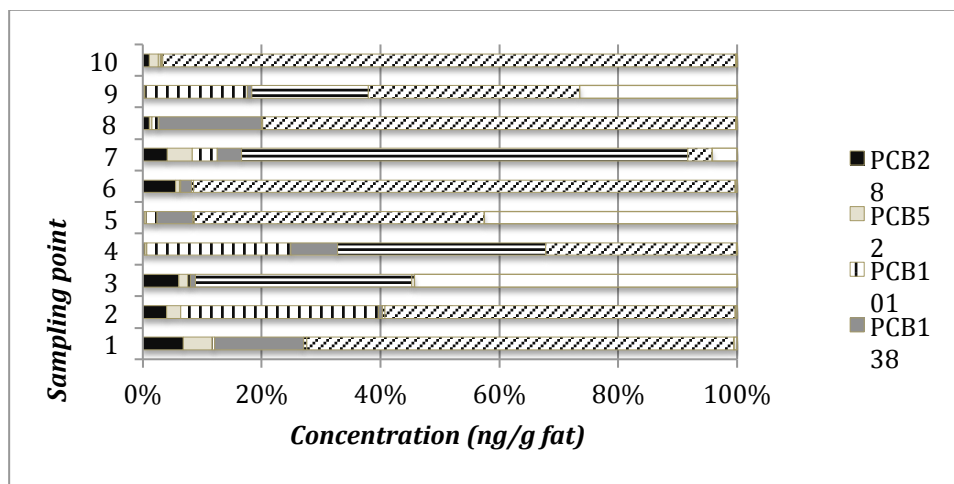 10
9
8
7
6
5
4
3
2
1
Sampling point
0% 20% 40% 60% 80% 100%
Concentration (ng/g fat)
PCB2
8
PCB5
2
PCB1
01
PCB1
38